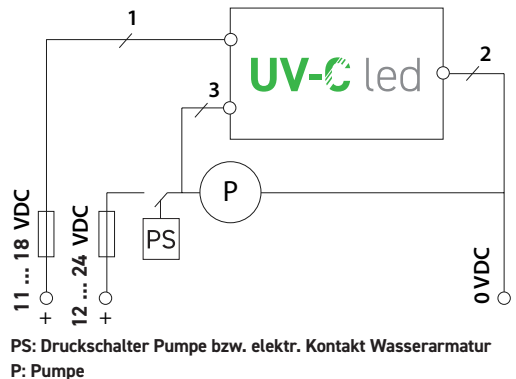 1
2
UV-C led
3
P
PS
11 ... 18 VDC
12 ... 24 VDC
0 VDC
+
+
PS: Druckschalter Pumpe bzw. elektr. Kontakt Wasserarmatur
P: Pumpe